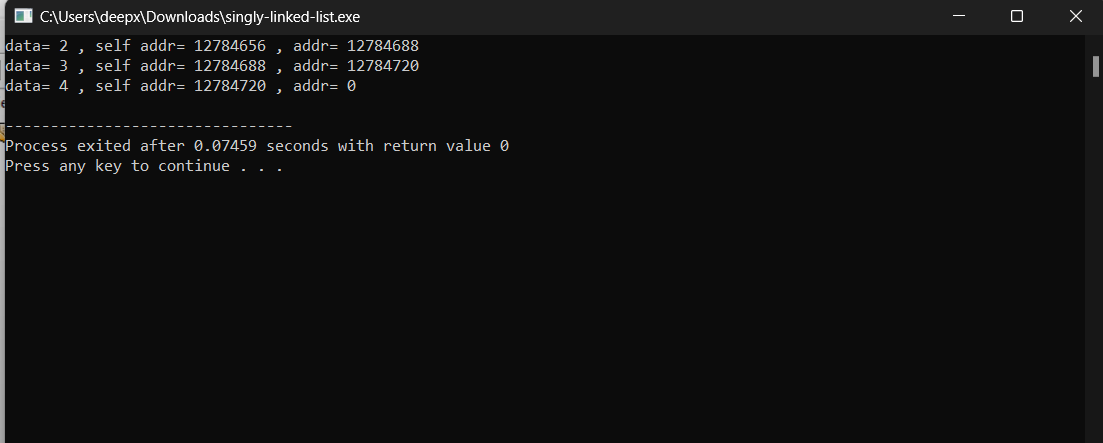 C:\Users\deepx\Downloads\singly-linked-list.exe
data= 2 , self addr= 12784656 , addr= 12784688
data= 3 , self addr= 12784688 , addr= 12784720
data= 4 , self addr= 12784720 , addr= 0
--------------------------------
Process exited after 0.07459 seconds with return value 0
Press any key to continue . . .